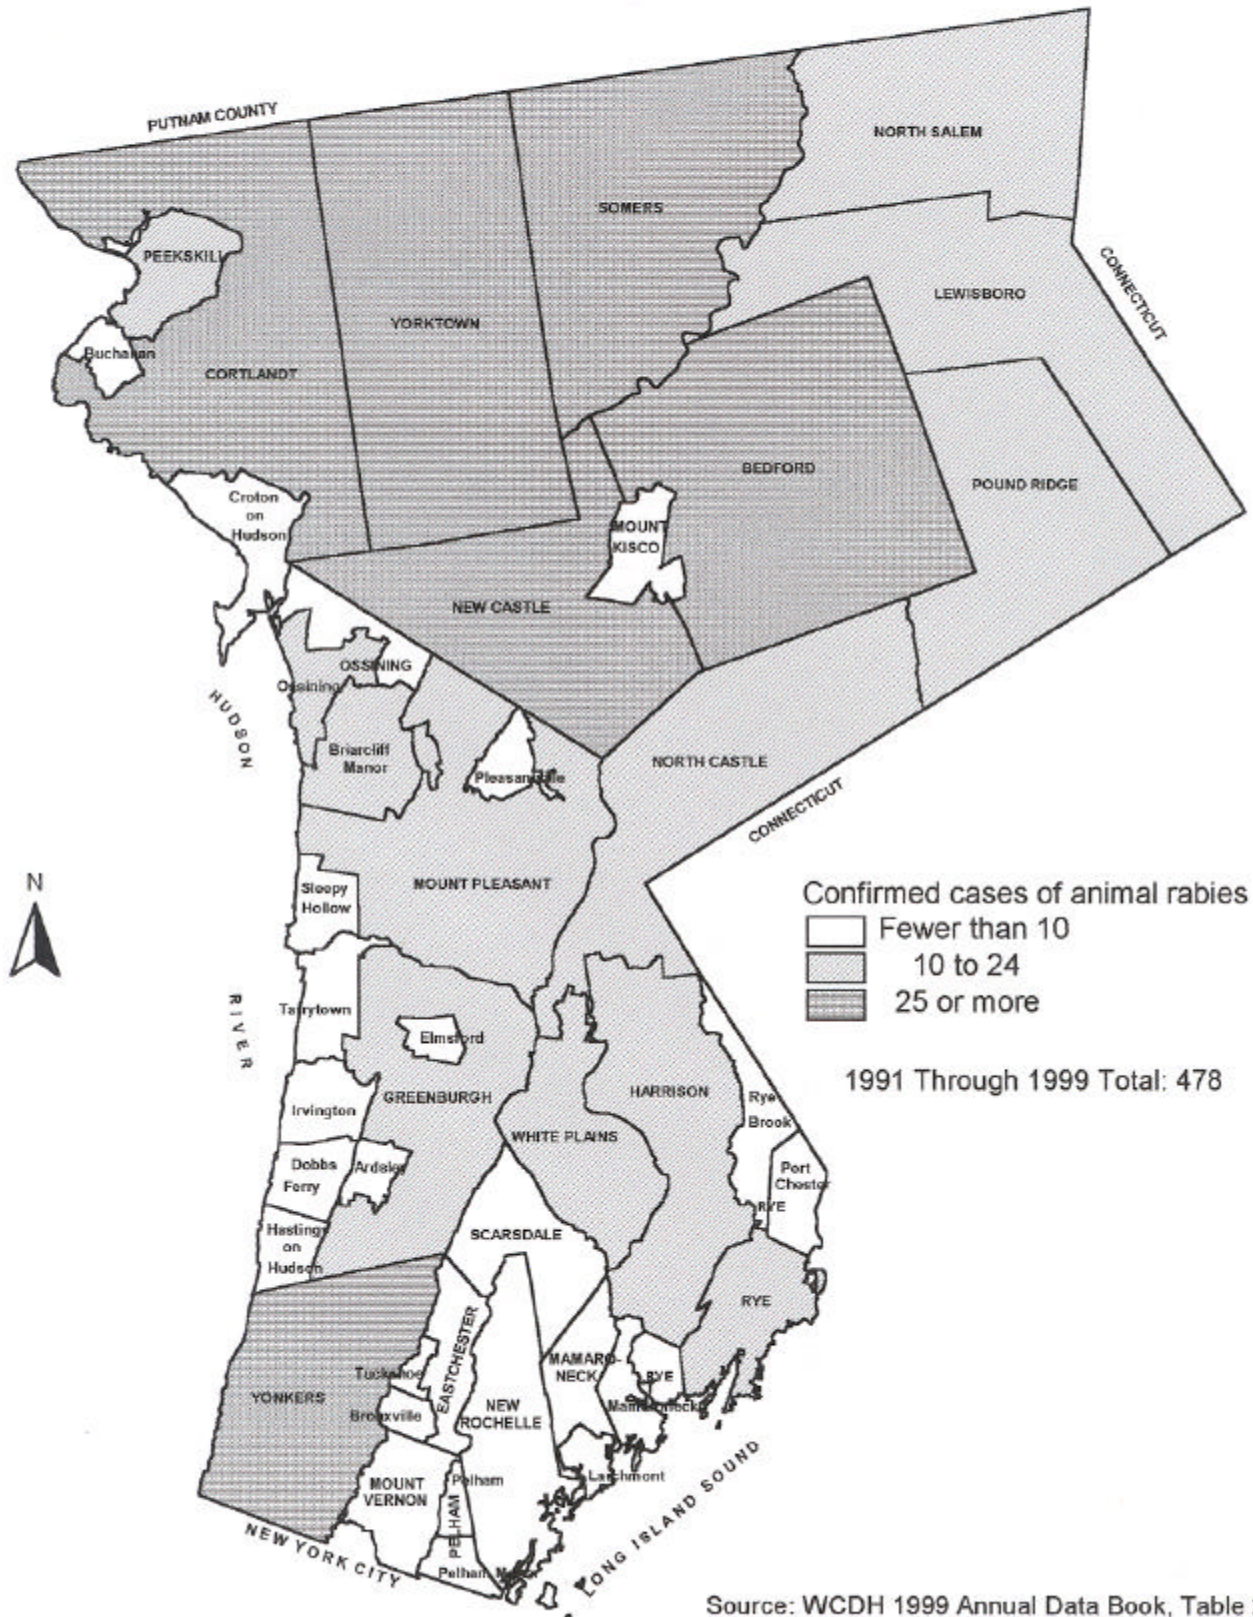 PUTNAM COUNTY
NORTH SALEM
SOMERS
PEEKSKILL
CONNECTICUT
LEWISBORO
YORKTOWN
Buchanan
CORTLANDT
BEDFORD
POUND RIDGE
Croton
on
Hudson
MOUNT
KISCO
NEW CASTLE
OSSINING
Ossining
HUDSON
Briarcliff
Manor
Pleasantville
NORTH CASTLE
CONNECTICUT
MOUNT PLEASANT
Sleepy
Hollow
N
Confirmed cases of animal rabies
Fewer than 10
10 to 24
25 or more
RIVER
Tarrytown
Elmsford
1991 Through 1999 Total: 478
GREENBURGH
HARRISON
Rye
Brook
Irvington
WHITE PLAINS
Dobbs
Ferry
Ardsley
Port
Chester
RYE
SCARSDALE
Hastings
on
Hudson
RYE
EASTCHESTER
MAMARO-
NECK
RYE
Tuckahoe
YONKERS
Bronxville
NEW
ROCHELLE
Mamaroneck
MOUNT
VERNON
Pelham
Larchmont
PELHAM
LONG ISLAND SOUND
NEW YORK CITY
Pelham Manor
Source: WCDH 1999 Annual Data Book, Table